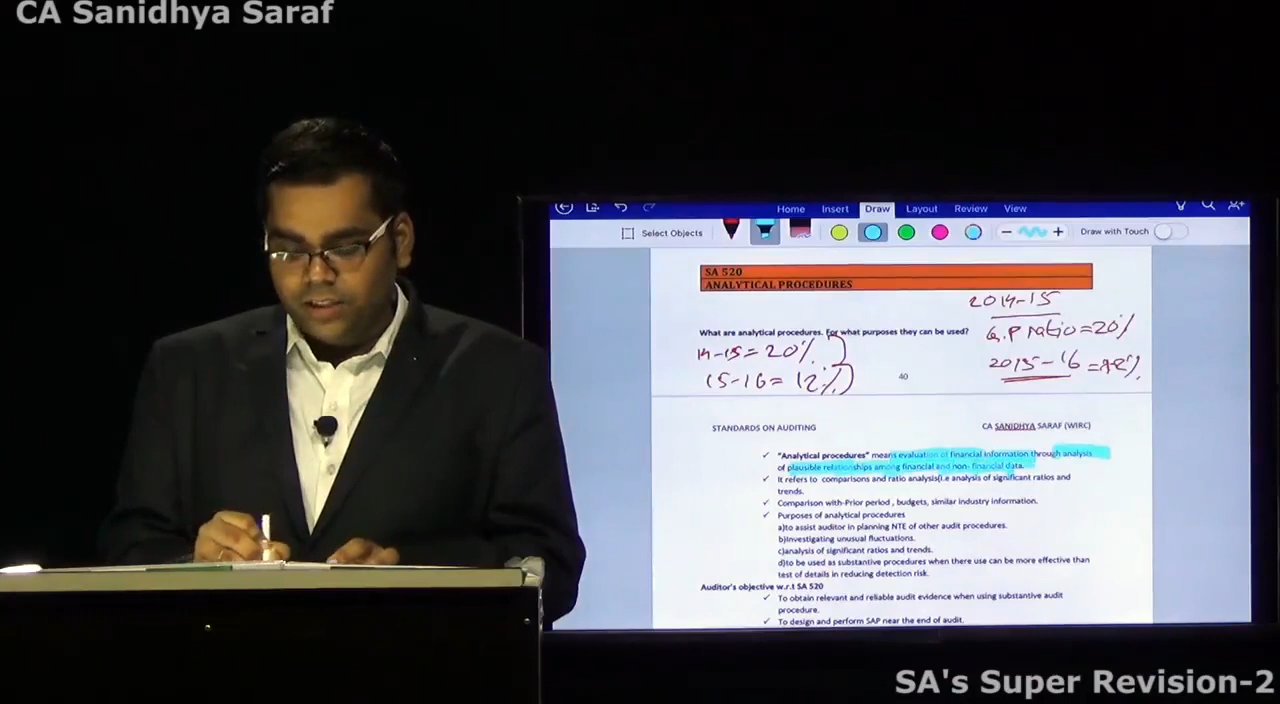 CA Sanidhya Saraf
Home Insert Draw Layout Review View
Select Objects
Draw with Touch
SA 520
ANALYTICAL PROCEDURES
2014-15
What are analytical procedures. For what purposes they can be used?
G.P ratio=20%
14-15=20%
2015-16
15-16=12%
40
STANDARDS ON AUDITING
CA SANIDHYA SARAF (WIRC)
✓ "Analytical procedures" means evaluation of financial information through analysis
of plausible relationships among financial and non- financial data.
✓ It refers to comparisons and ratio analysis(i.e analysis of significant ratios and
trends.
✓ Comparison with-Prior period , budgets, similar industry information.
✓ Purposes of analytical procedures
a)to assist auditor in planning NTE of other audit procedures.
b)Investigating unusual fluctuations.
c)analysis of significant ratios and trends.
d)to be used as substantive procedures when there use can be more effective than
test of details in reducing detection risk.
Auditor's objective w.r.t SA 520
✓ To obtain relevant and reliable audit evidence when using substantive audit
procedure.
✓ To design and perform SAP near the end of audit.
SA's Super Revision-2